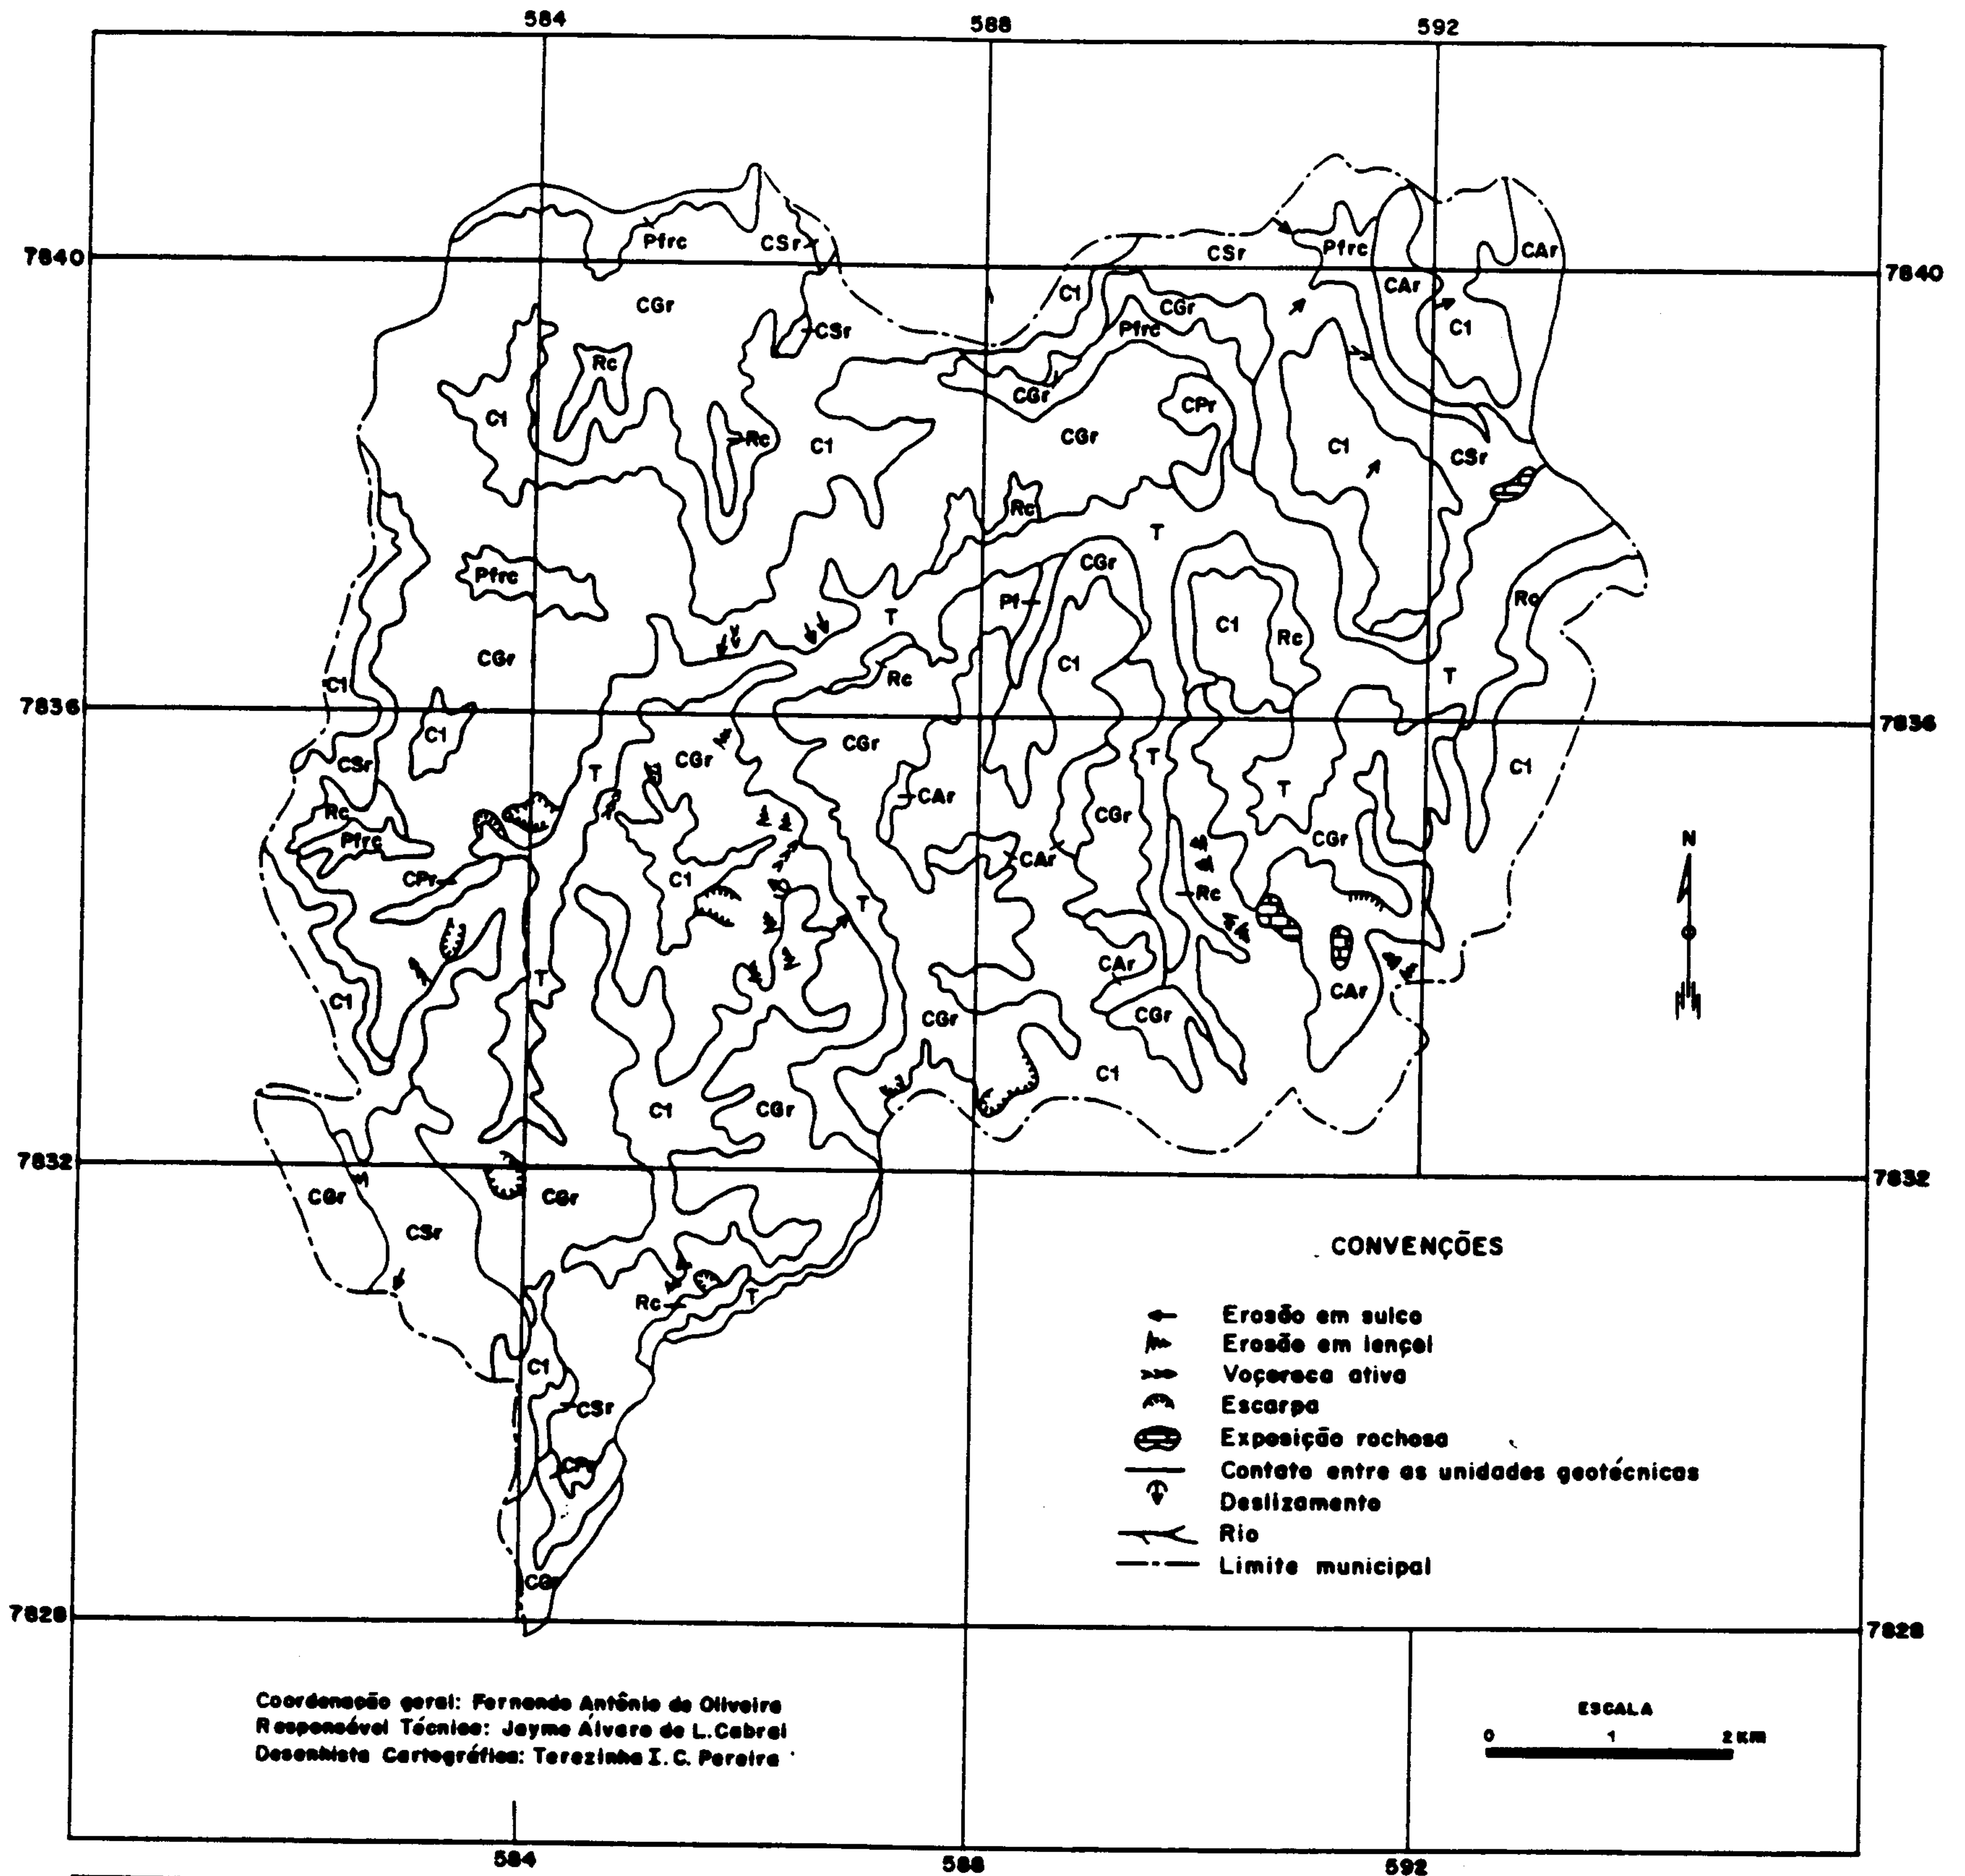 584 588 592
Pfrc CSr CSr Pfrc CAr
7840 7840
CGr C1 CGr CAr
CSr Pfrc C1
Rc CGr CPr
C1 Rc C1 CGr C1 CSr
Rc
T
Pfrc CGr
Pf Rc
T C1 Rc
CGr C1
C1 Rc T
7836 7836
C1 CGr CGr
CSr T T C1
T
Rc CAr CGr
Pfrc CAr CGr
CPr C1 Rc
T
C1 T CAr CAr
CGr CGr
C1 CGr C1
7832 7832
M
CGr CGr
CSr
Rc T
C1
CSr
CGr
7828 7828
N
CONVENÇÕES
Erosão em sulco
Erosão em lençol
Voçoroca ativa
Escarpa
Exposição rochosa
Contato entre as unidades geotécnicas
Deslizamento
Rio
Limite municipal
Coordenação geral: Fernando Antônio de Oliveira
Responsável Técnico: Jayme Álvaro de L. Cabral
Desenhista Cartográfica: Terezinha I. C. Pereira
ESCALA
0 1 2 KM
584 588 592